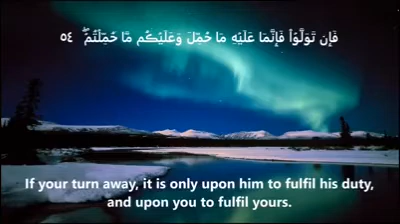 فَإِن تَوَلَّوْا۟ فَإِنَّمَا عَلَيْهِ مَا حُمِّلَ وَعَلَيْكُم مَّا حُمِّلْتُمْ ۖ ٥٤
If your turn away, it is only upon him to fulfil his duty,
and upon you to fulfil yours.